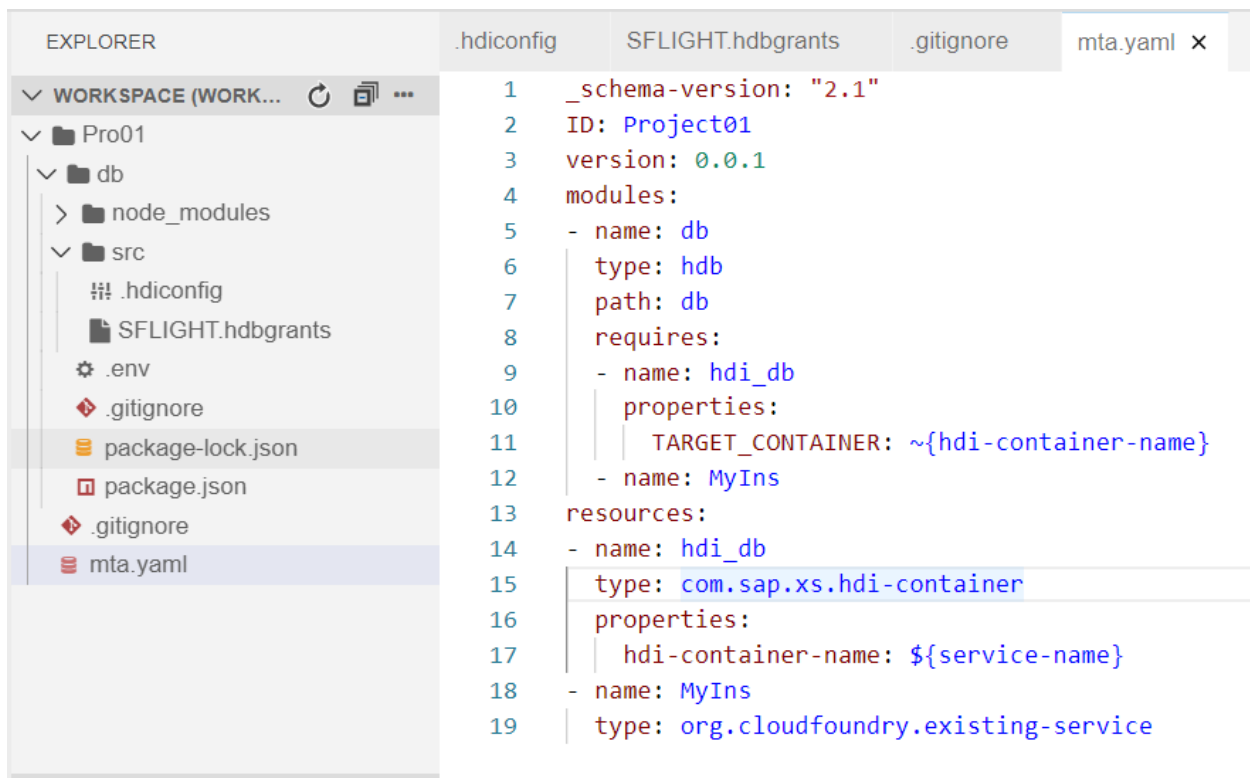 EXPLORER
WORKSPACE (WORK...
Pro01
db
node_modules
src
.hdiconfig
SFLIGHT.hdbgrants
.env
.gitignore
package-lock.json
package.json
.gitignore
mta.yaml
.hdiconfig SFLIGHT.hdbgrants .gitignore mta.yaml
1 _schema-version: "2.1"
2 ID: Project01
3 version: 0.0.1
4 modules:
5 - name: db
6 type: hdb
7 path: db
8 requires:
9 - name: hdi_db
10 properties:
11 TARGET_CONTAINER: ~{hdi-container-name}
12 - name: MyIns
13 resources:
14 - name: hdi_db
15 type: com.sap.xs.hdi-container
16 properties:
17 hdi-container-name: ${service-name}
18 - name: MyIns
19 type: org.cloudfoundry.existing-service